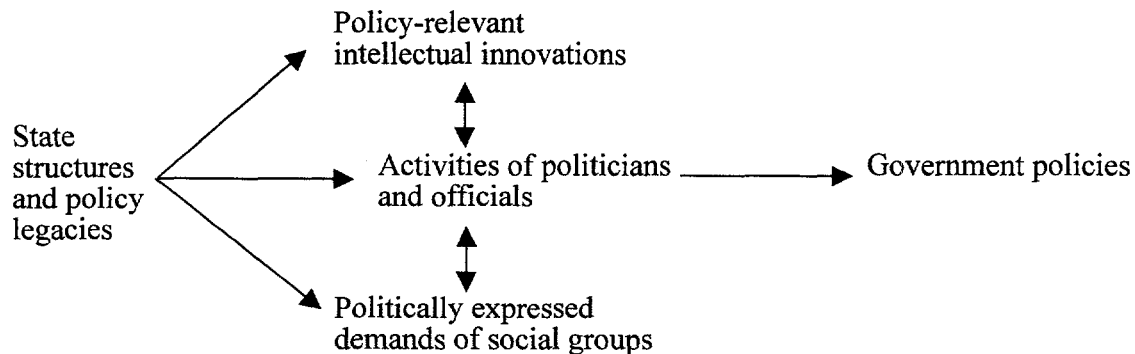 Policy-relevant
intellectual innovations
State
structures
and policy
legacies
Activities of politicians
and officials
Government policies
Politically expressed
demands of social groups